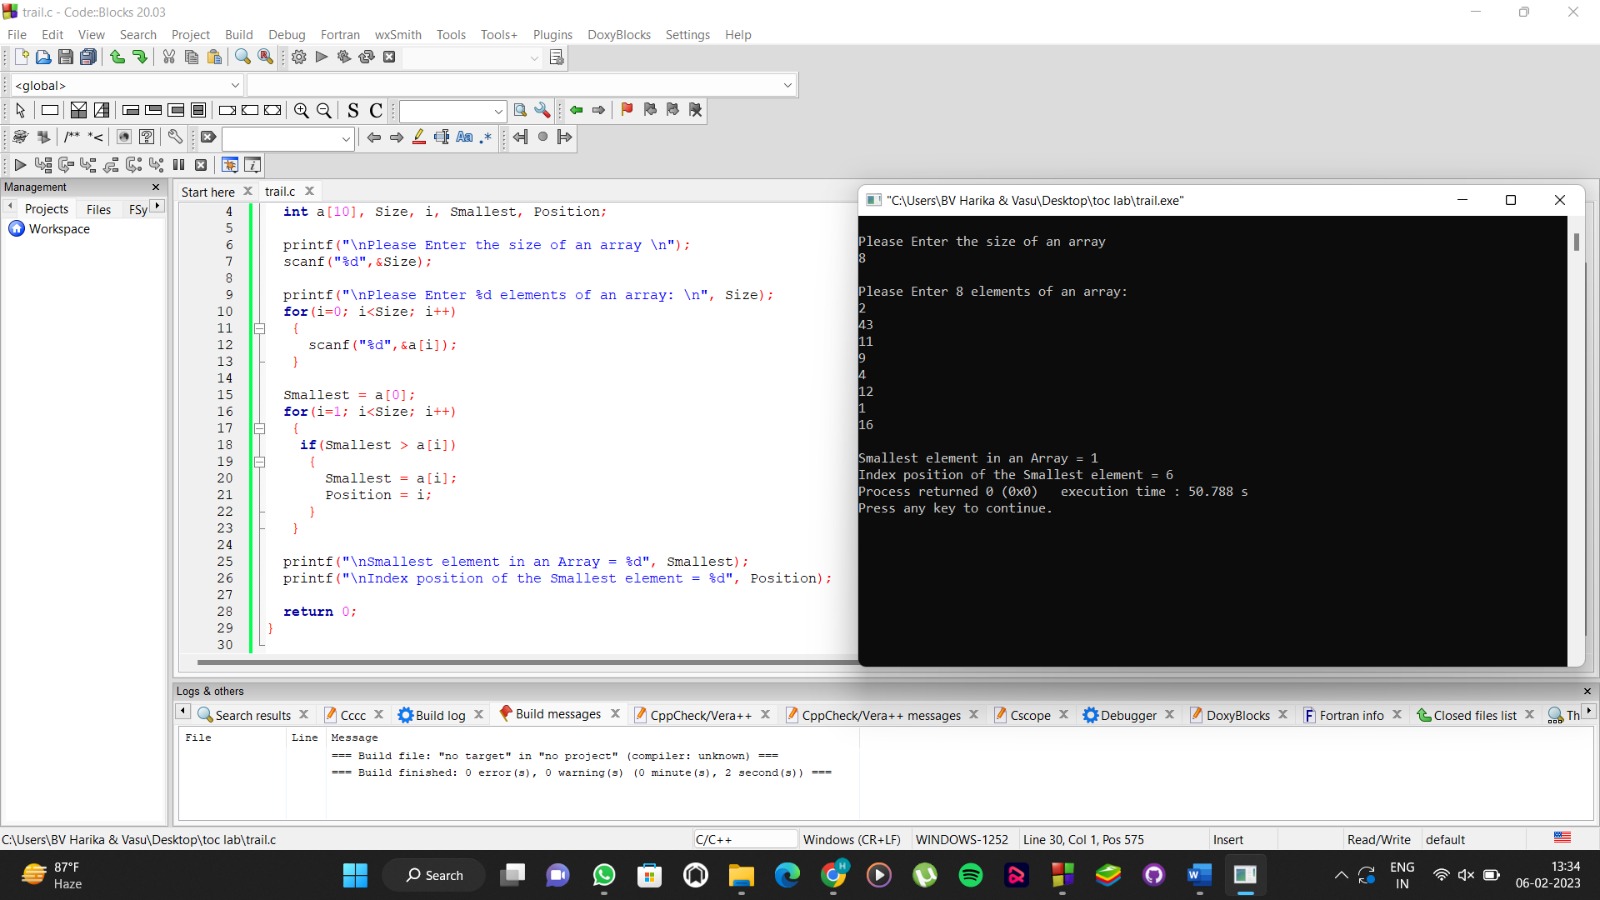 trail.c - Code::Blocks 20.03
File Edit View Search Project Build Debug Fortran wxSmith Tools Tools+ Plugins DoxyBlocks Settings Help
<global>
S C
/** *<
Aa .*
Management
Projects Files FSy
Workspace
Start here trail.c
4 int a[10], Size, i, Smallest, Position;
5
6 printf("\nPlease Enter the size of an array \n");
7 scanf("%d",&Size);
8
9 printf("\nPlease Enter %d elements of an array: \n", Size);
10 for(i=0; i<Size; i++)
11 {
12 scanf("%d",&a[i]);
13 }
14
15 Smallest = a[0];
16 for(i=1; i<Size; i++)
17 {
18 if(Smallest > a[i])
19 {
20 Smallest = a[i];
21 Position = i;
22 }
23 }
24
25 printf("\nSmallest element in an Array = %d", Smallest);
26 printf("\nIndex position of the Smallest element = %d", Position);
27
28 return 0;
29 }
30
"C:\Users\BV Harika & Vasu\Desktop\toc lab\trail.exe"
Please Enter the size of an array
8
Please Enter 8 elements of an array:
2
43
11
9
4
12
1
16
Smallest element in an Array = 1
Index position of the Smallest element = 6
Process returned 0 (0x0) execution time : 50.788 s
Press any key to continue.
Logs & others
Search results Cccc Build log Build messages CppCheck/Vera++ CppCheck/Vera++ messages Cscope Debugger DoxyBlocks Fortran info Closed files list Th
File Line Message
=== Build file: "no target" in "no project" (compiler: unknown) ===
=== Build finished: 0 error(s), 0 warning(s) (0 minute(s), 2 second(s)) ===
C:\Users\BV Harika & Vasu\Desktop\toc lab\trail.c C/C++ Windows (CR+LF) WINDOWS-1252 Line 30, Col 1, Pos 575 Insert Read/Write default
87°F
Haze
Search
ENG
IN
13:34
06-02-2023